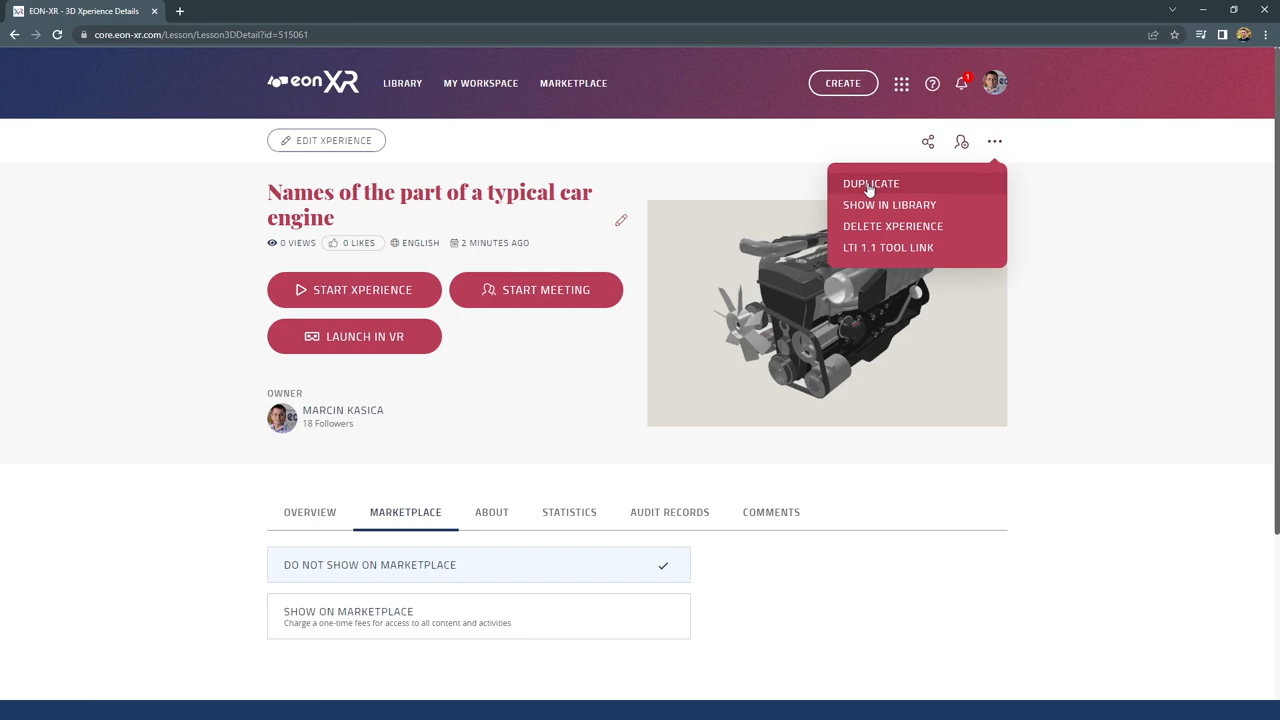 EON-XR - 3D Xperience Details
core.eon-xr.com/Lesson/Lesson3DDetail?id=515061
eon XR
LIBRARY
MY WORKSPACE
MARKETPLACE
CREATE
1
EDIT XPERIENCE
DUPLICATE
SHOW IN LIBRARY
DELETE XPERIENCE
LTI 1.1 TOOL LINK
Names of the part of a typical car
engine
0 VIEWS
0 LIKES
ENGLISH
2 MINUTES AGO
START XPERIENCE
START MEETING
LAUNCH IN VR
OWNER
MARCIN KASICA
18 Followers
OVERVIEW
MARKETPLACE
ABOUT
STATISTICS
AUDIT RECORDS
COMMENTS
DO NOT SHOW ON MARKETPLACE
SHOW ON MARKETPLACE
Charge a one-time fees for access to all content and activities